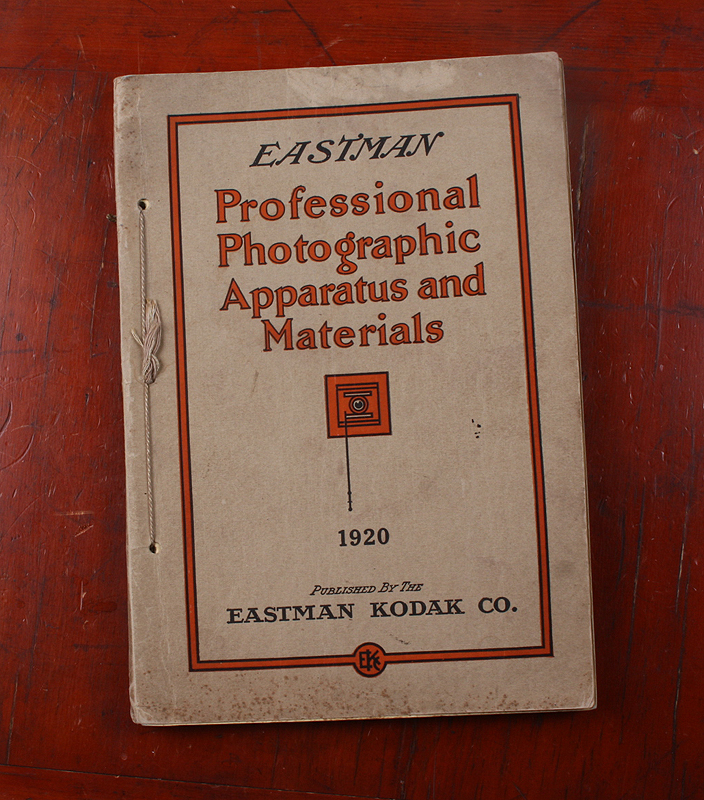 EASTMAN
Professional
Photographic
Apparatus and
Materials
1920
PUBLISHED BY THE
EASTMAN KODAK CO.
EKC